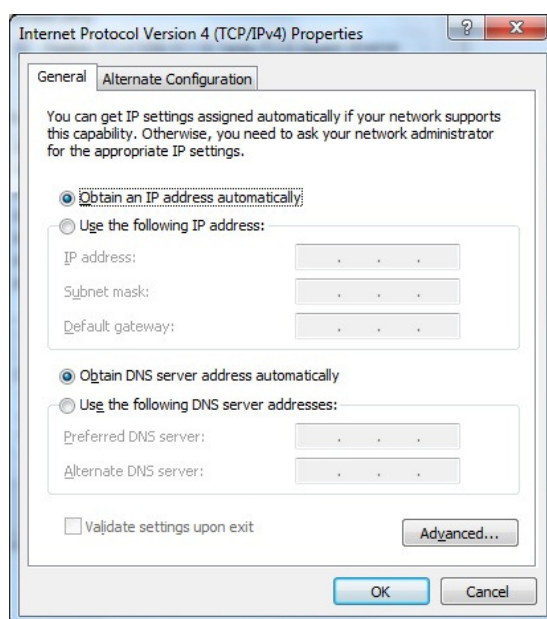 Internet Protocol Version 4 (TCP/IPv4) Properties
General
Alternate Configuration
You can get IP settings assigned automatically if your network supports
this capability. Otherwise, you need to ask your network administrator
for the appropriate IP settings.
Obtain an IP address automatically
Use the following IP address:
IP address:
Subnet mask:
Default gateway:
Obtain DNS server address automatically
Use the following DNS server addresses:
Preferred DNS server:
Alternate DNS server:
Validate settings upon exit
Advanced...
OK
Cancel